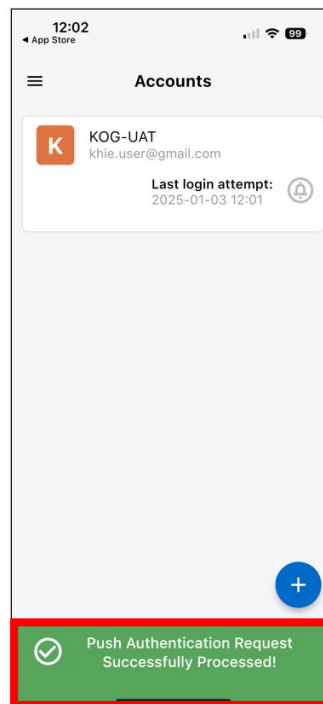 12:02
◀ App Store
99
Accounts
K
KOG-UAT
khie.user@gmail.com
Last login attempt:
2025-01-03 12:01
+
Push Authentication Request
Successfully Processed!